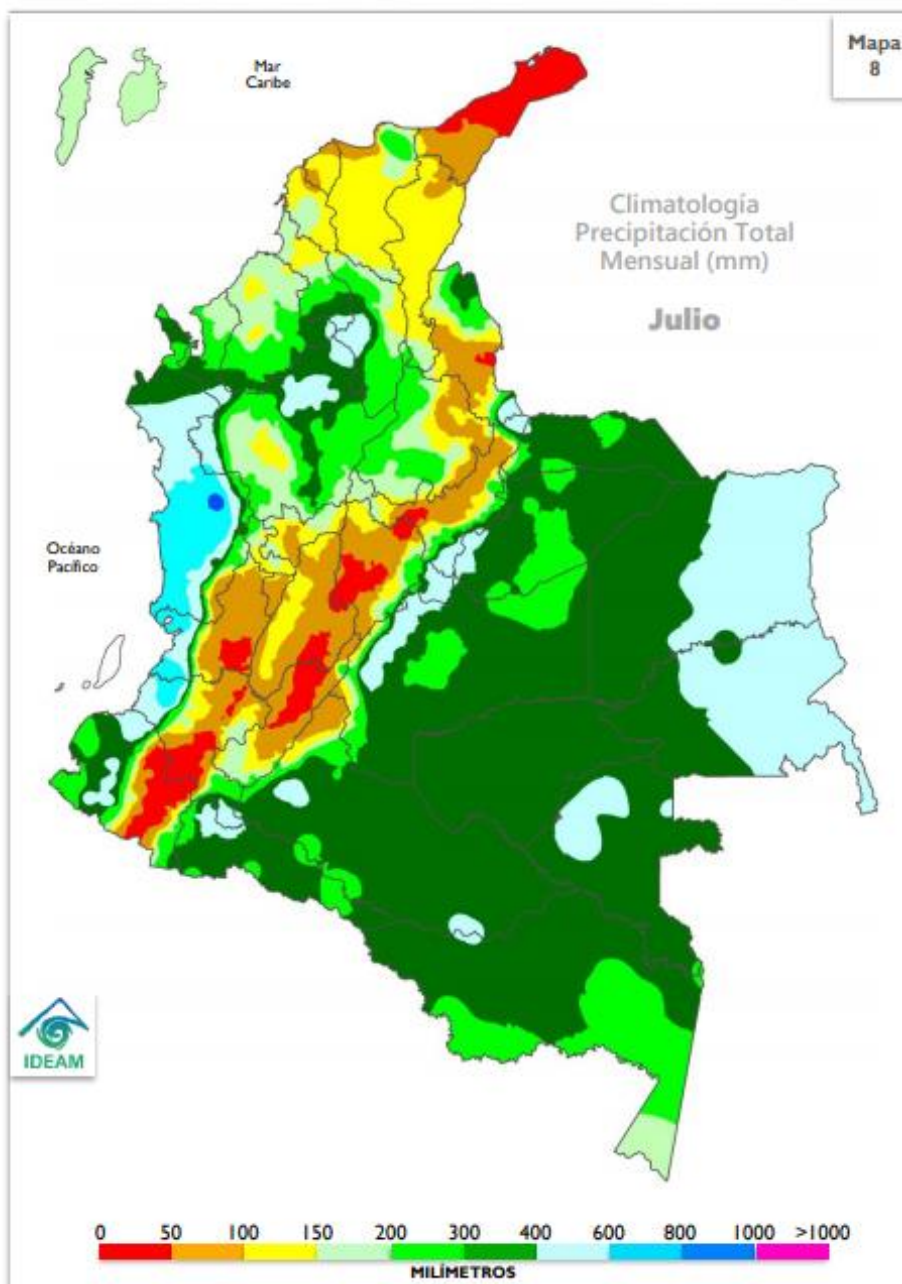 Mapa
8
Mar
Caribe
Climatología
Precipitación Total
Mensual (mm)
Julio
Océano
Pacífico
IDEAM
0 50 100 150 200 300 400 600 800 1000 >1000
MILÍMETROS